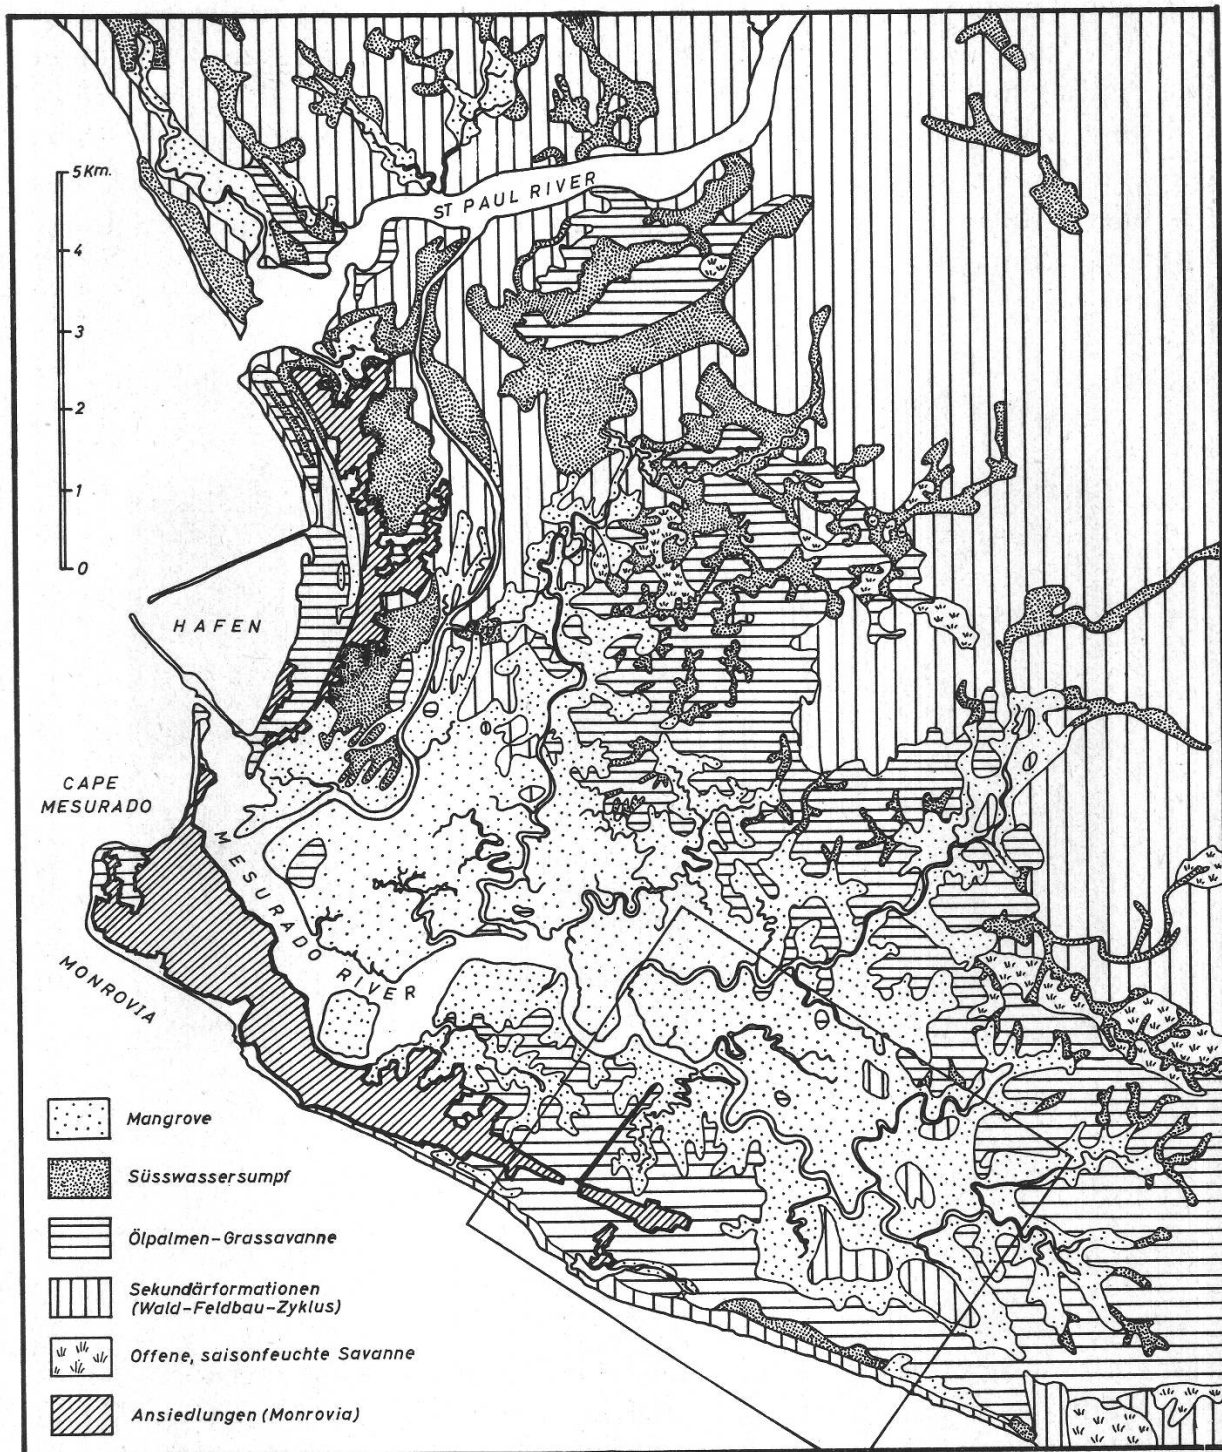 5 Km.
4
3
2
1
0
ST PAUL RIVER
HAFEN
CAPE
MESURADO
MESURADO RIVER
MONROVIA
Mangrove
Süsswassersumpf
Ölpalmen-Grassavanne
Sekundärformationen
(Wald-Feldbau-Zyklus)
Offene, saisonfeuchte Savanne
Ansiedlungen (Monrovia)